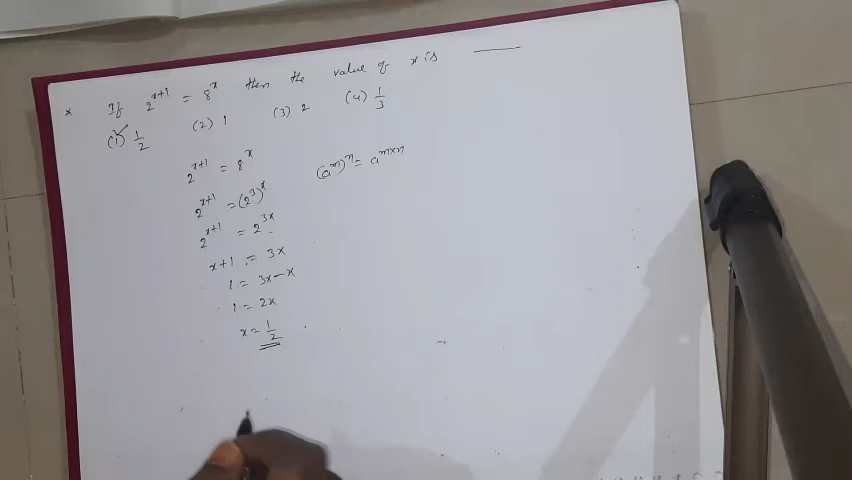 * If 2^{x+1} = 8^x then the value of x is ____
(1) 1/2 (2) 1 (3) 2 (4) 1/3
2^{x+1} = 8^x (a^m)^n = a^{m×n}
2^{x+1} = (2^3)^x
2^{x+1} = 2^{3x}
x+1 = 3x
1 = 3x-x
1 = 2x
x = 1/2